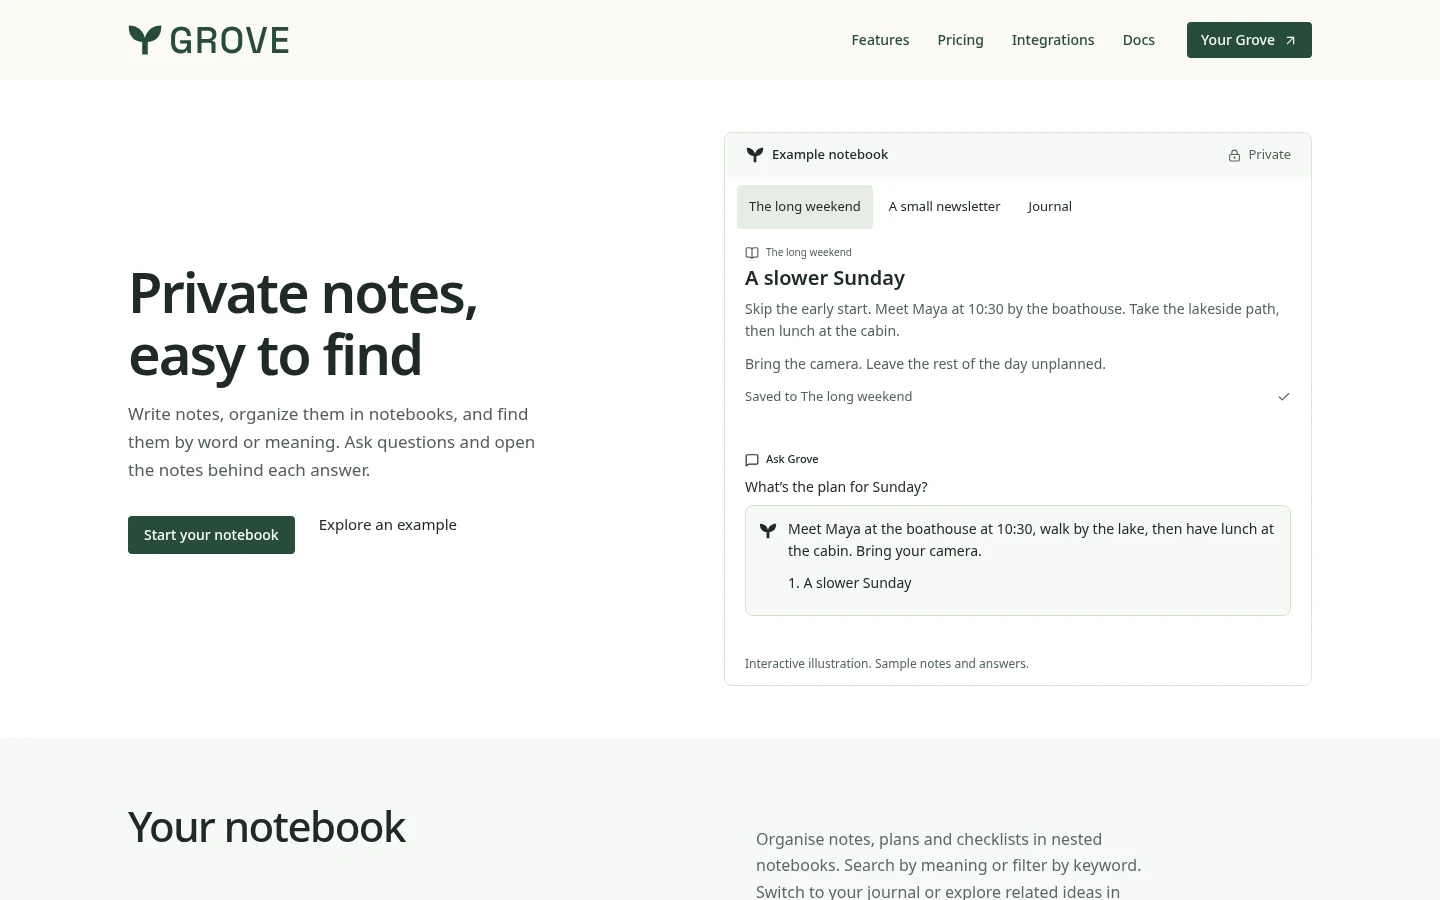 GROVE
Features
Pricing
Integrations
Docs
Your Grove
Private notes,
easy to find
Write notes, organize them in notebooks, and find
them by word or meaning. Ask questions and open
the notes behind each answer.
Start your notebook
Explore an example
Example notebook
Private
The long weekend
A small newsletter
Journal
The long weekend
A slower Sunday
Skip the early start. Meet Maya at 10:30 by the boathouse. Take the lakeside path,
then lunch at the cabin.
Bring the camera. Leave the rest of the day unplanned.
Saved to The long weekend
Ask Grove
What’s the plan for Sunday?
Meet Maya at the boathouse at 10:30, walk by the lake, then have lunch at
the cabin. Bring your camera.
1. A slower Sunday
Interactive illustration. Sample notes and answers.
Your notebook
Organise notes, plans and checklists in nested
notebooks. Search by meaning or filter by keyword.
Switch to your journal or explore related ideas in